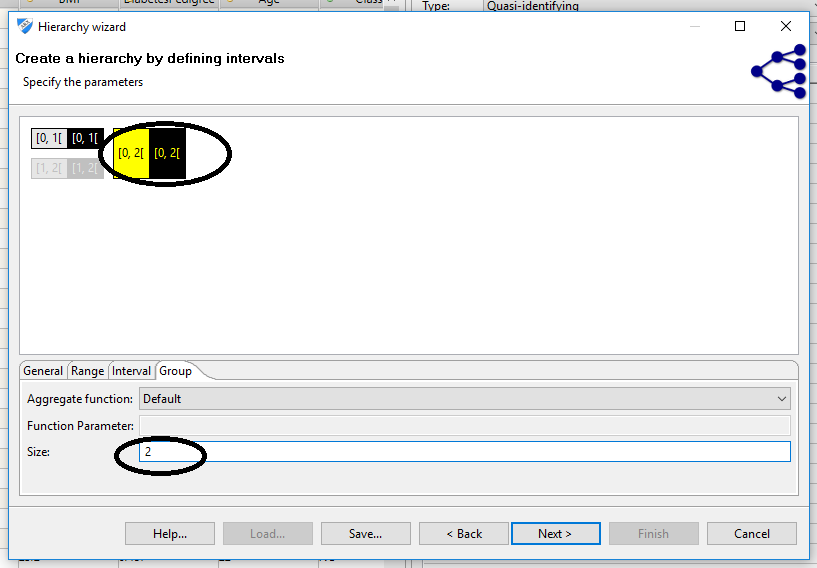 BMI Diabetesredigree Age Class
Type: Quasi-identifying
Hierarchy wizard
Create a hierarchy by defining intervals
Specify the parameters
[0, 1[ [0, 1[ [0, 2[ [0, 2[
[1, 2[ [1, 2[
General Range Interval Group
Aggregate function: Default
Function Parameter:
Size: 2
Help... Load... Save... < Back Next > Finish Cancel